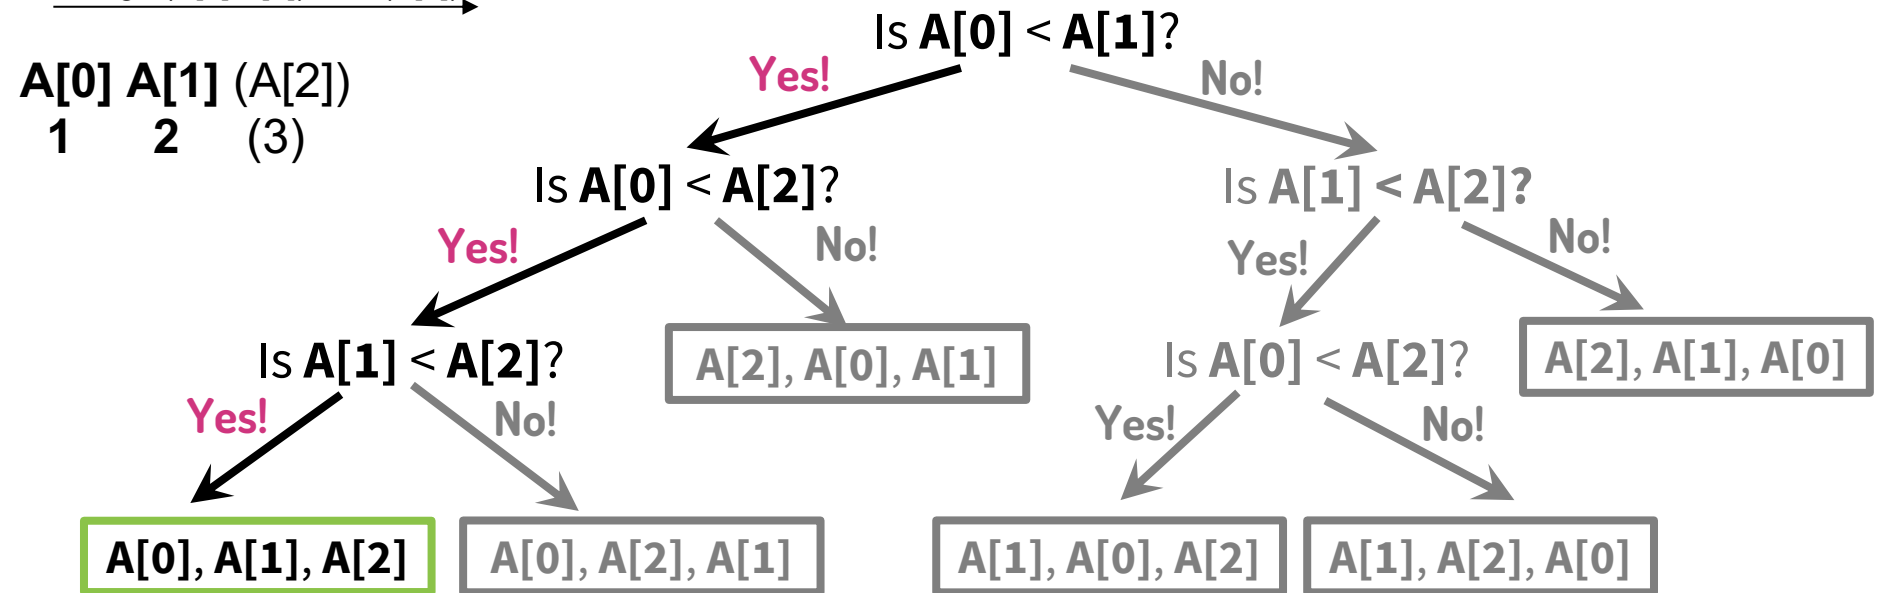 Is A[0] < A[1]?
Yes!
No!
A[0] A[1] (A[2])
1 2 (3)
Is A[0] < A[2]?
Is A[1] < A[2]?
Yes!
No!
Yes!
No!
Is A[1] < A[2]?
A[2], A[0], A[1]
Is A[0] < A[2]?
A[2], A[1], A[0]
Yes!
No!
Yes!
No!
A[0], A[1], A[2]
A[0], A[2], A[1]
A[1], A[0], A[2]
A[1], A[2], A[0]